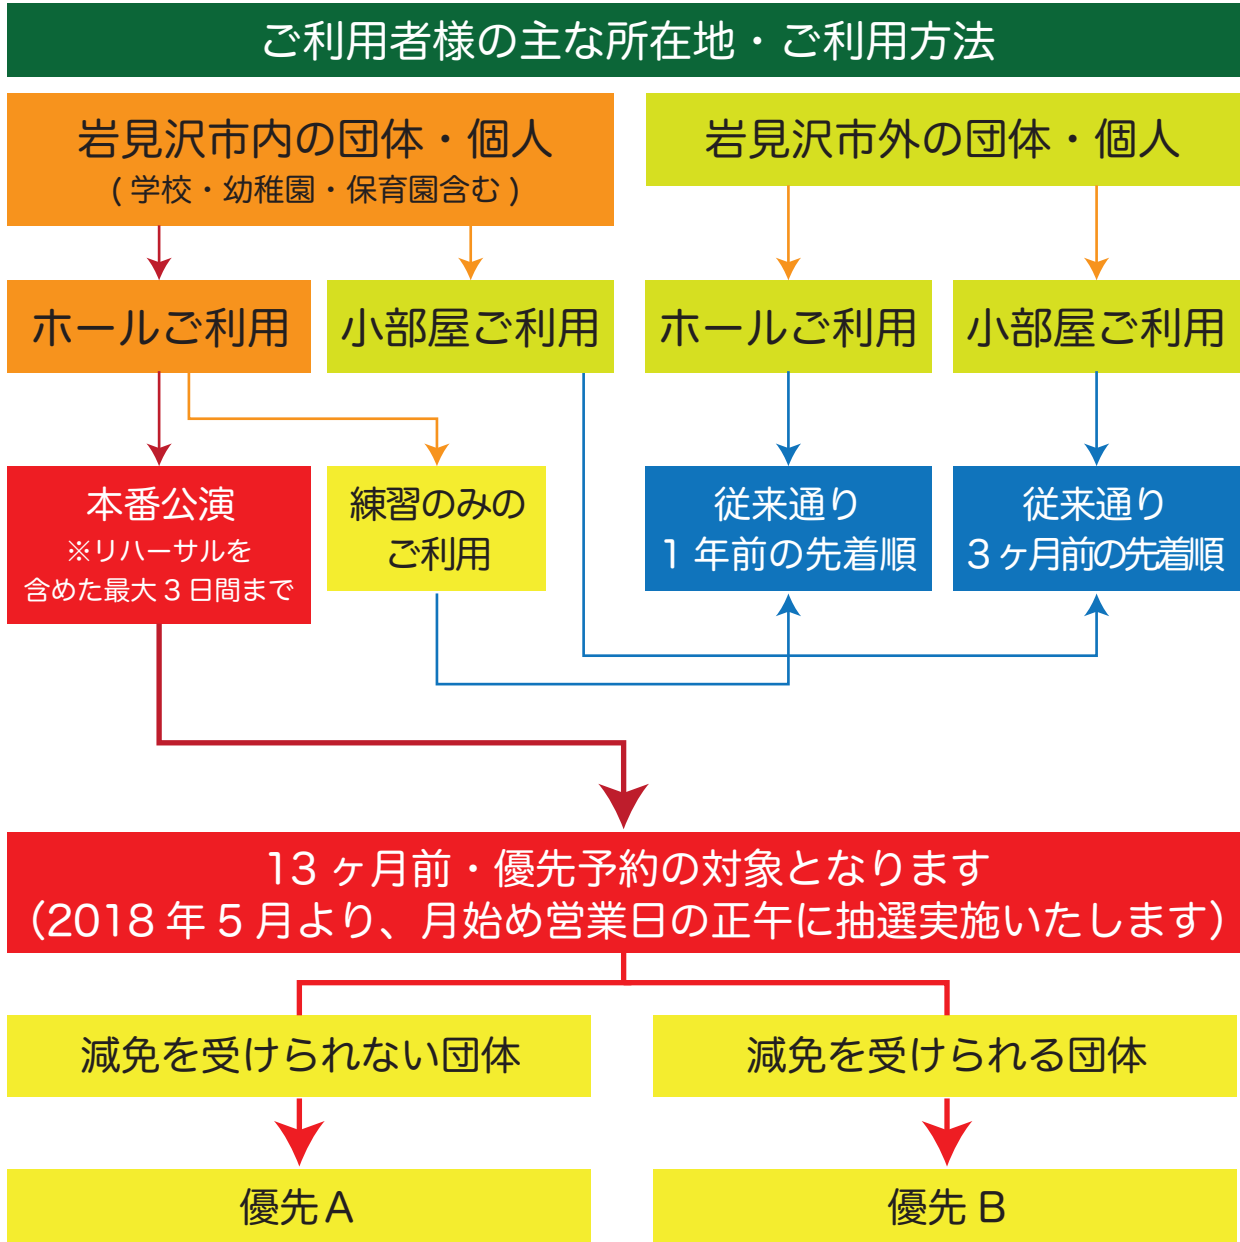 ご利用者様の主な所在地・ご利用方法
岩見沢市内の団体・個人
(学校・幼稚園・保育園含む)
岩見沢市外の団体・個人
ホールご利用
小部屋ご利用
ホールご利用
小部屋ご利用
本番公演
※リハーサルを
含めた最大3日間まで
練習のみの
ご利用
従来通り
1年前の先着順
従来通り
3ヶ月前の先着順
13ヶ月前・優先予約の対象となります
（2018年5月より、月始め営業日の正午に抽選実施いたします）
減免を受けられない団体
減免を受けられる団体
優先A
優先B